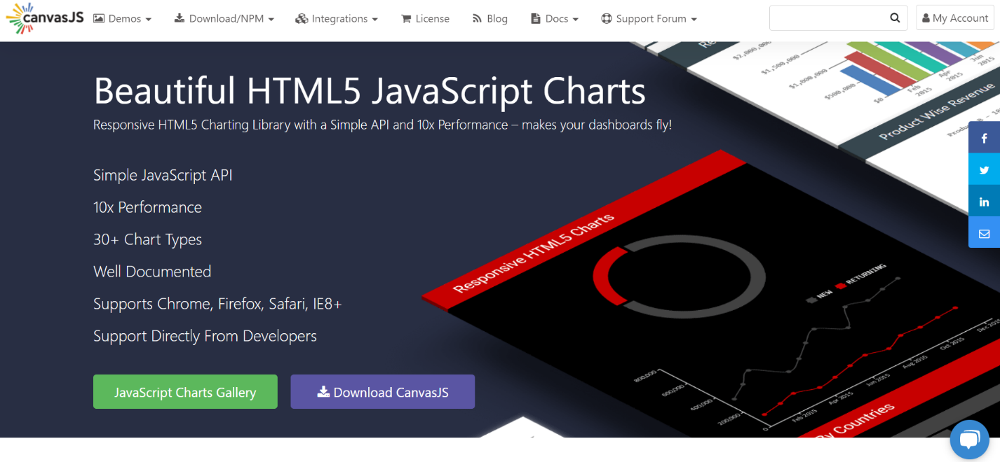 canvasJS
Demos
Download/NPM
Integrations
License
Blog
Docs
Support Forum
My Account
Beautiful HTML5 JavaScript Charts
Responsive HTML5 Charting Library with a Simple API and 10x Performance – makes your dashboards fly!
Simple JavaScript API
10x Performance
30+ Chart Types
Well Documented
Supports Chrome, Firefox, Safari, IE8+
Support Directly From Developers
JavaScript Charts Gallery
Download CanvasJS
$1,500,000
$1,000,000
$500,000
$0
Feb 2015
Apr 2015
Jun 2015
Product Wise Revenue
Responsive HTML5 Charts
NEW
RETURNING
800,000
600,000
400,000
200,000
0
Feb 2015
Apr 2015
Jun 2015
Aug 2015
Oct 2015
Dec 2015
By Countries